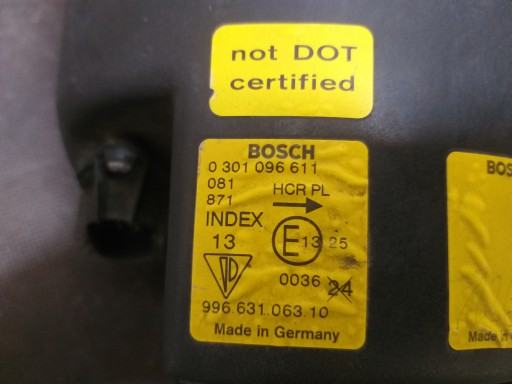 not DOT
certified
BOSCH
0 301 096 611
081
HCR PL
871
INDEX
13
E 13 25
0036 24
996.631.063.10
Made in Germany
BOS
Made